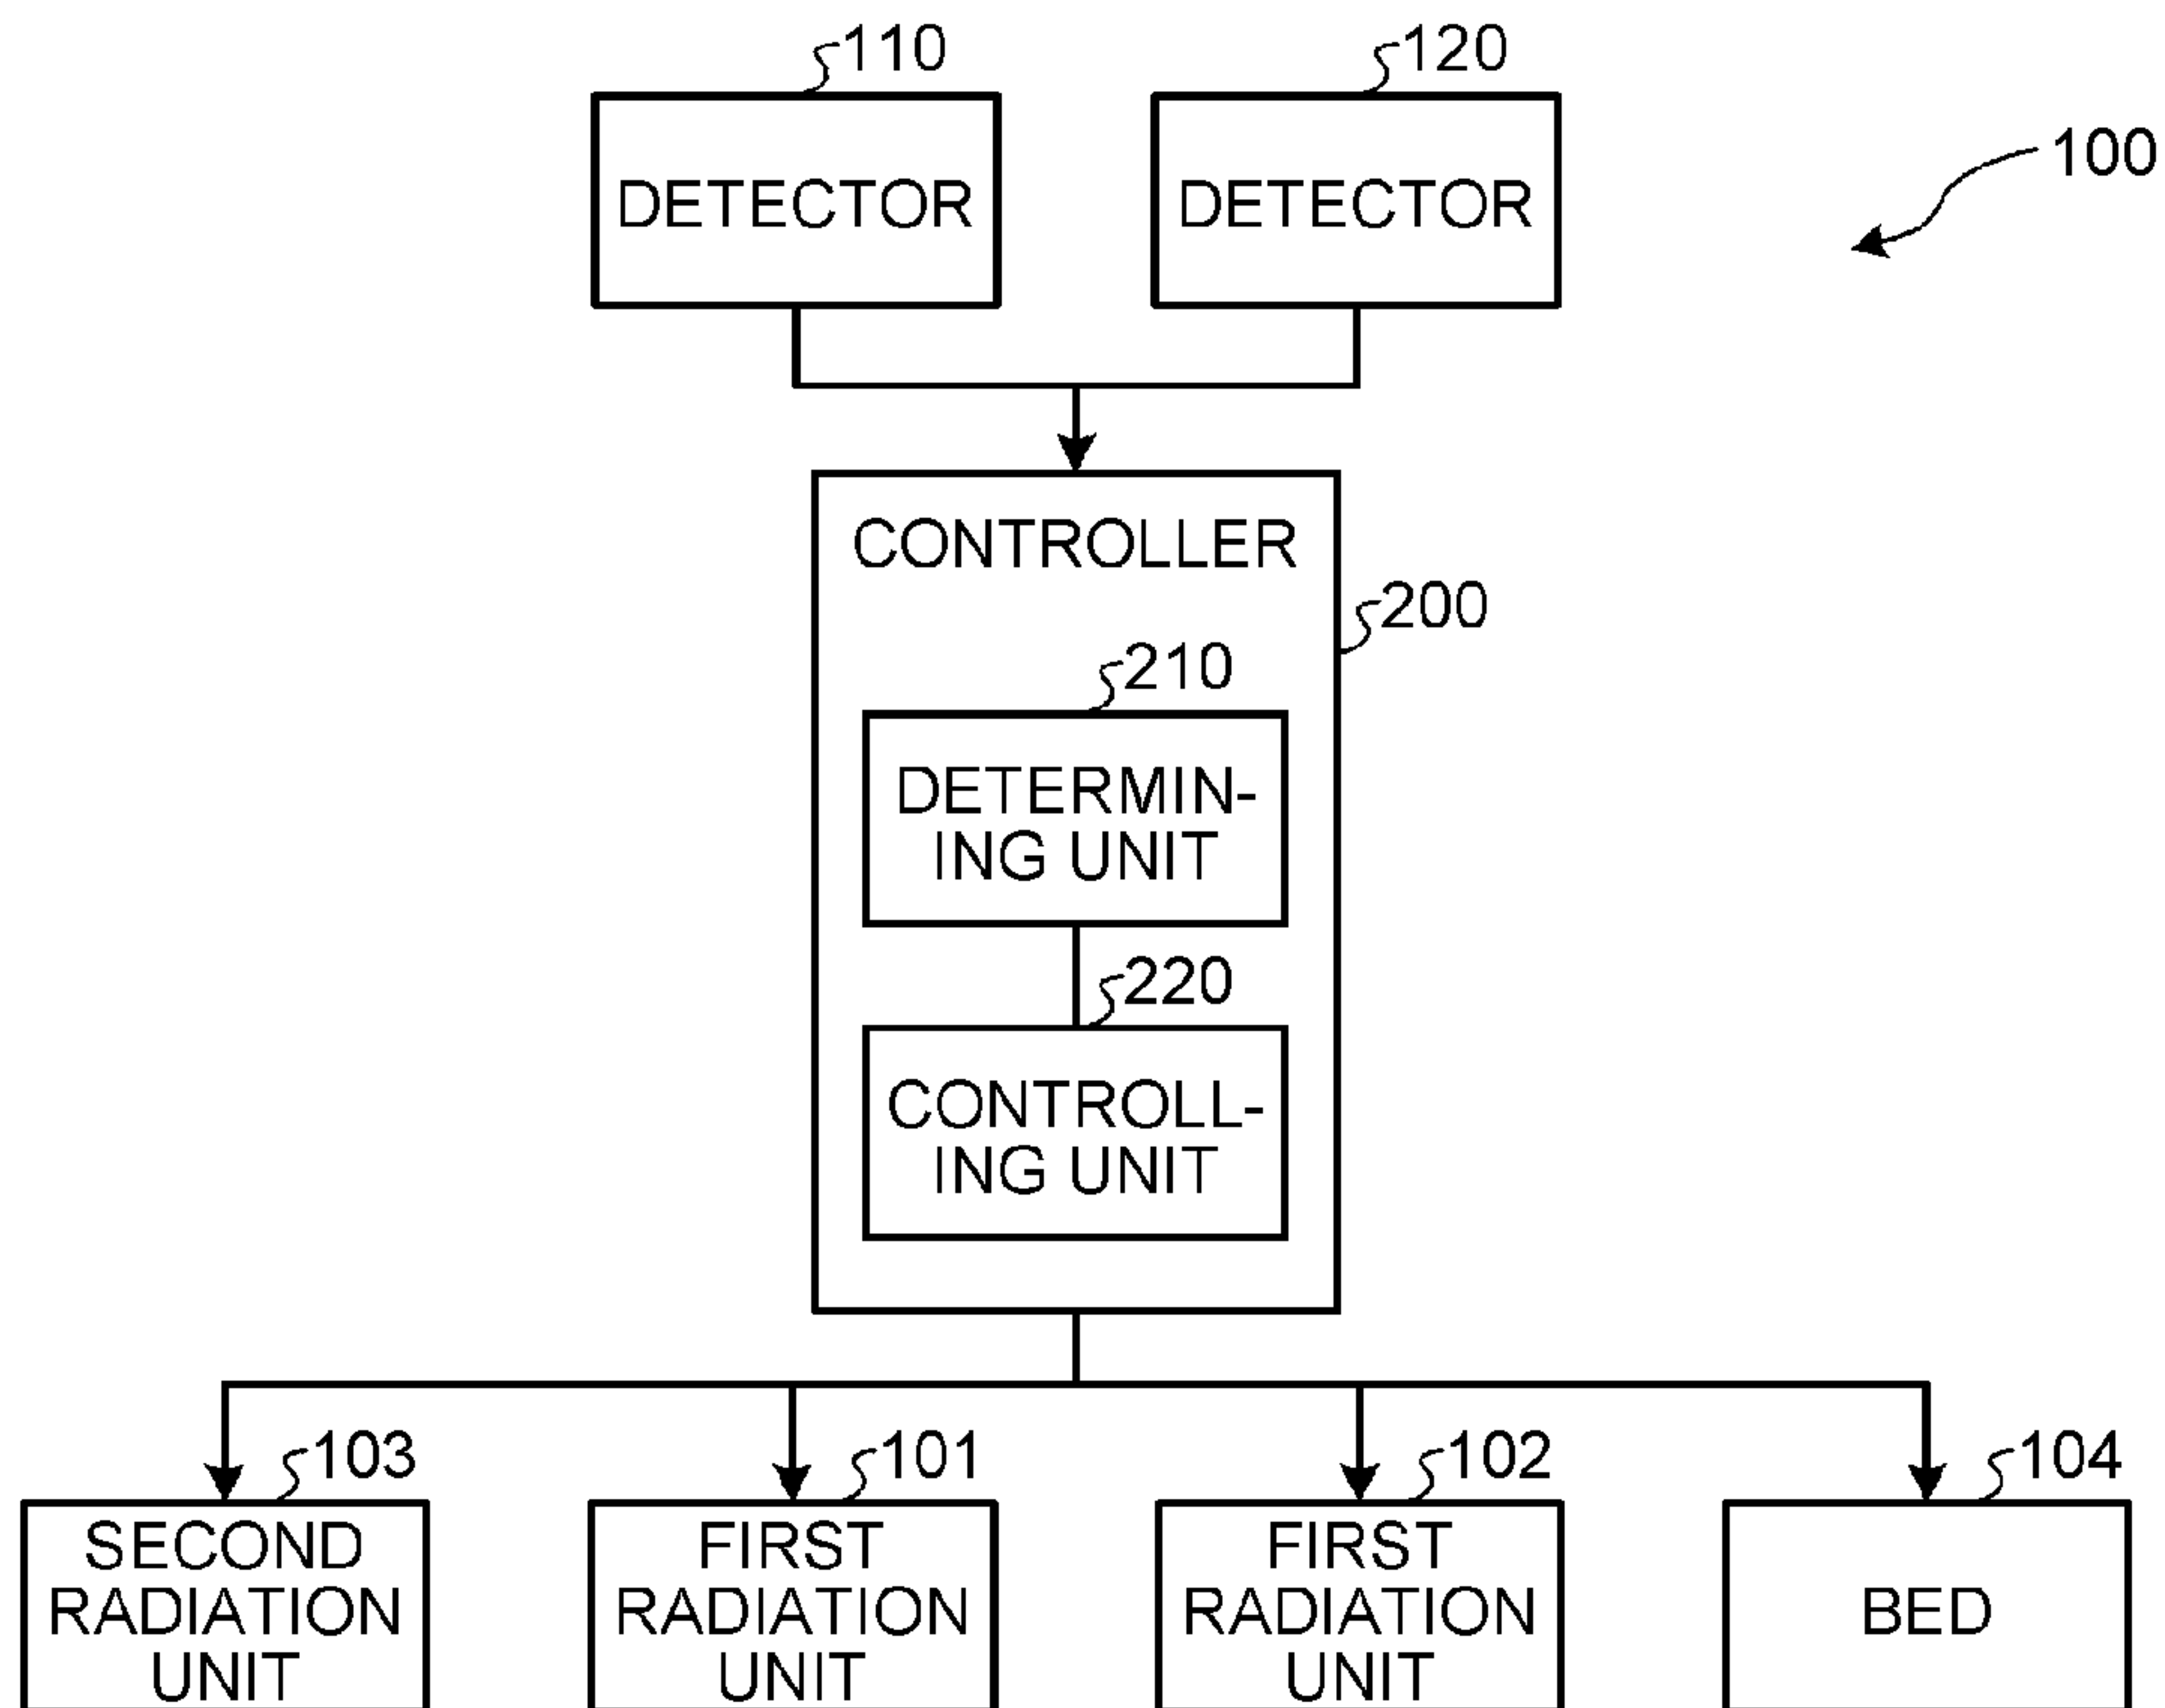 110
120
100
DETECTOR
DETECTOR
CONTROLLER
200
210
DETERMIN-
ING UNIT
220
CONTROLL-
ING UNIT
103
101
102
104
SECOND
RADIATION
UNIT
FIRST
RADIATION
UNIT
FIRST
RADIATION
UNIT
BED